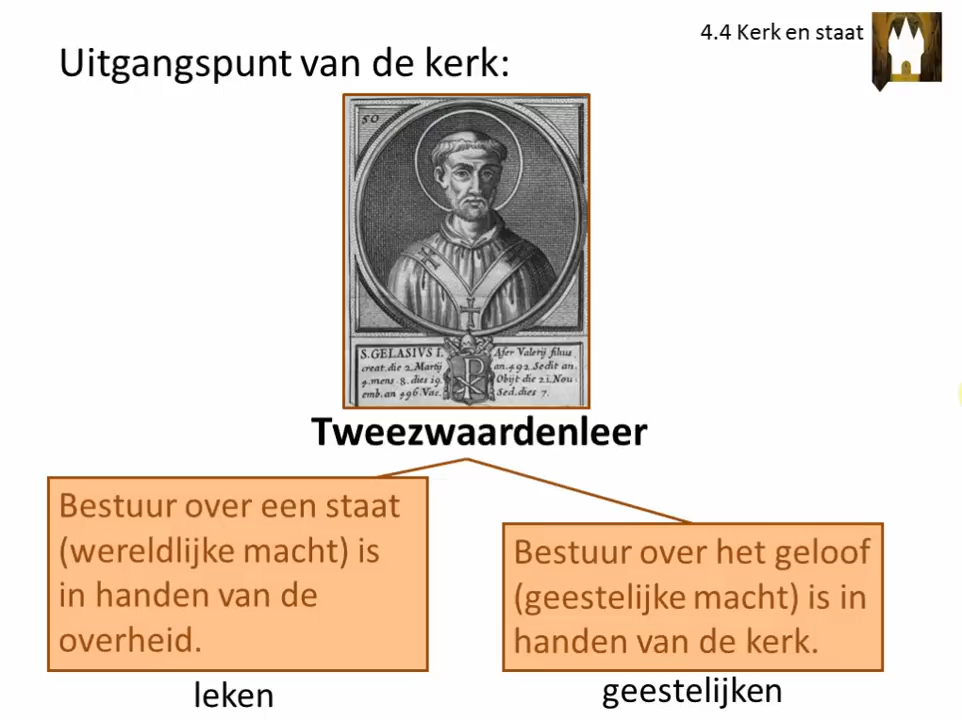 4.4 Kerk en staat
Uitgangspunt van de kerk:
50
S. GELASIVS I.
creat. die 2. Martij
4. mens. 8. dies 19.
emb. an 496 Vac.
Afer Valerij filius.
an. 492 Sedit an.
Obijt die 21. Nou:
Sed. dies 7.
Tweezwaardenleer
Bestuur over een staat
(wereldlijke macht) is
in handen van de
overheid.
leken
Bestuur over het geloof
(geestelijke macht) is in
handen van de kerk.
geestelijken